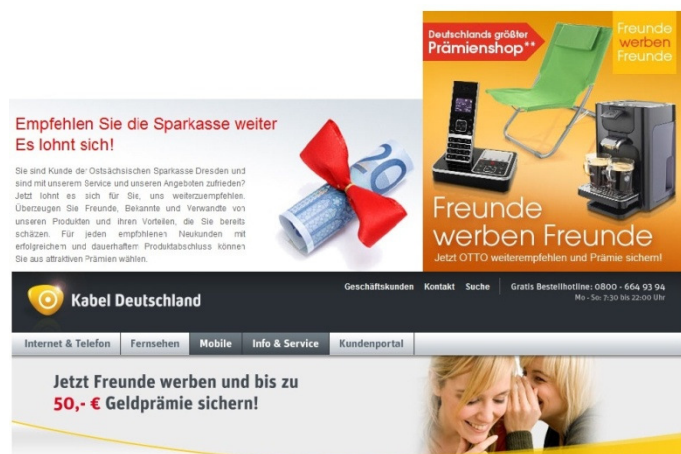 Empfehlen Sie die Sparkasse weiter
Es lohnt sich!
Sie sind Kunde der Ostsächsischen Sparkasse Dresden und
sind mit unserem Service und unseren Angeboten zufrieden?
Jetzt lohnt es sich für Sie, uns weiterzuempfehlen.
Überzeugen Sie Freunde, Bekannte und Verwandte von
unseren Produkten und ihren Vorteilen, die Sie bereits
schätzen. Für jeden empfohlenen Neukunden mit
erfolgreichem und dauerhaftem Produktabschluss können
Sie aus attraktiven Prämien wählen.
20
Deutschlands größter
Prämienshop**
Freunde
werben
Freunde
Freunde
werben Freunde
Jetzt OTTO weiterempfehlen und Prämie sichern!
Kabel Deutschland
Geschäftskunden Kontakt Suche Gratis Bestellhotline: 0800 - 664 93 94
Mo - So: 7:30 bis 22:00 Uhr
Internet & Telefon Fernsehen Mobile Info & Service Kundenportal
Jetzt Freunde werben und bis zu
50,- € Geldprämie sichern!